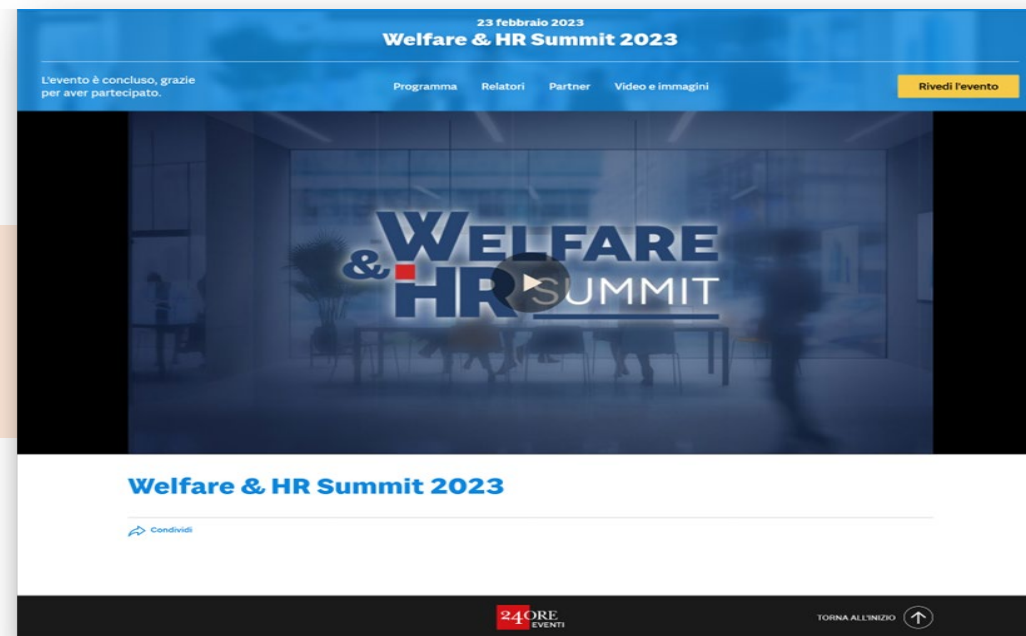 23 febbraio 2023
Welfare & HR Summit 2023
L'evento è concluso, grazie
per aver partecipato.
Programma Relatori Partner Video e immagini
Rivedi l'evento
WELFARE
& HR SUMMIT
Welfare & HR Summit 2023
Condividi
24ORE
EVENTI
TORNA ALL'INIZIO